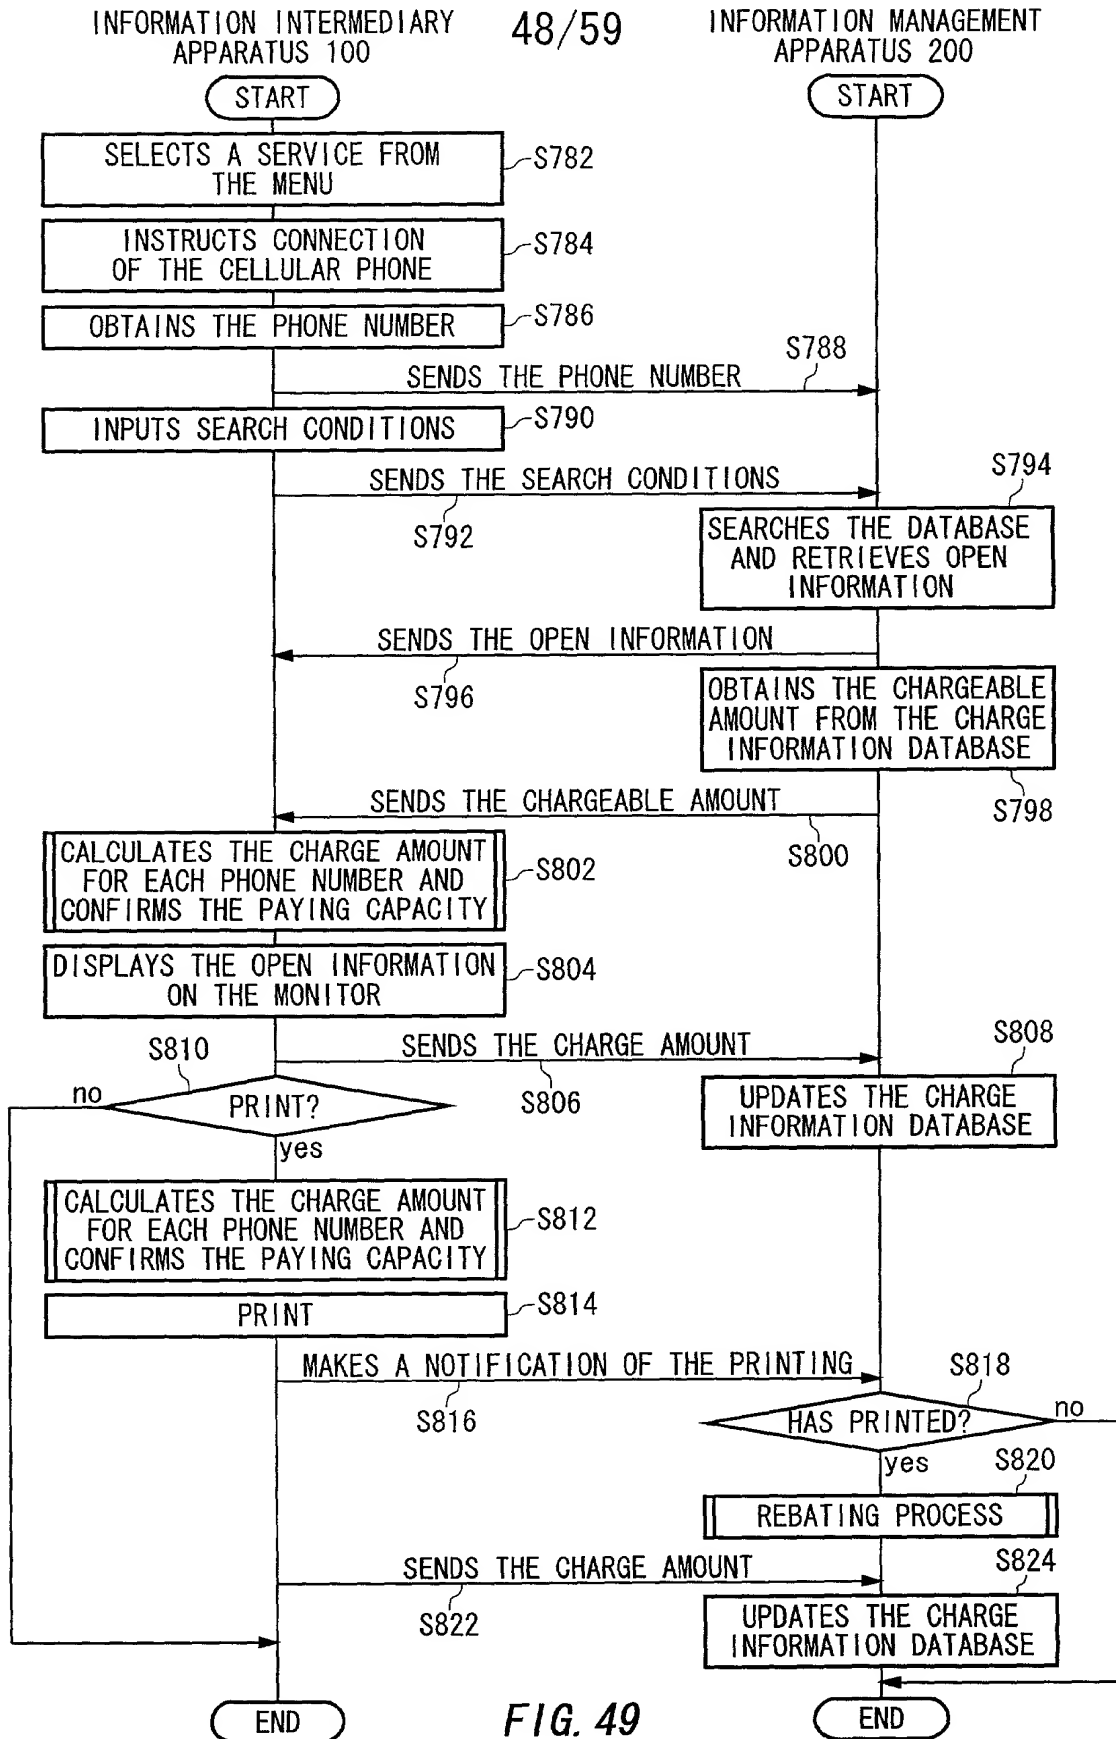 INFORMATION INTERMEDIARY
APPARATUS 100
48/59
INFORMATION MANAGEMENT
APPARATUS 200
START
START
SELECTS A SERVICE FROM
THE MENU
S782
INSTRUCTS CONNECTION
OF THE CELLULAR PHONE
S784
OBTAINS THE PHONE NUMBER
S786
SENDS THE PHONE NUMBER
S788
INPUTS SEARCH CONDITIONS
S790
SENDS THE SEARCH CONDITIONS
S792
S794
SEARCHES THE DATABASE
AND RETRIEVES OPEN
INFORMATION
SENDS THE OPEN INFORMATION
S796
OBTAINS THE CHARGEABLE
AMOUNT FROM THE CHARGE
INFORMATION DATABASE
S798
SENDS THE CHARGEABLE AMOUNT
S800
CALCULATES THE CHARGE AMOUNT
FOR EACH PHONE NUMBER AND
CONFIRMS THE PAYING CAPACITY
S802
DISPLAYS THE OPEN INFORMATION
ON THE MONITOR
S804
SENDS THE CHARGE AMOUNT
S806
S808
UPDATES THE CHARGE
INFORMATION DATABASE
S810
no
PRINT?
yes
CALCULATES THE CHARGE AMOUNT
FOR EACH PHONE NUMBER AND
CONFIRMS THE PAYING CAPACITY
S812
PRINT
S814
MAKES A NOTIFICATION OF THE PRINTING
S816
S818
HAS PRINTED?
no
yes
S820
REBATING PROCESS
SENDS THE CHARGE AMOUNT
S822
S824
UPDATES THE CHARGE
INFORMATION DATABASE
END
FIG. 49
END